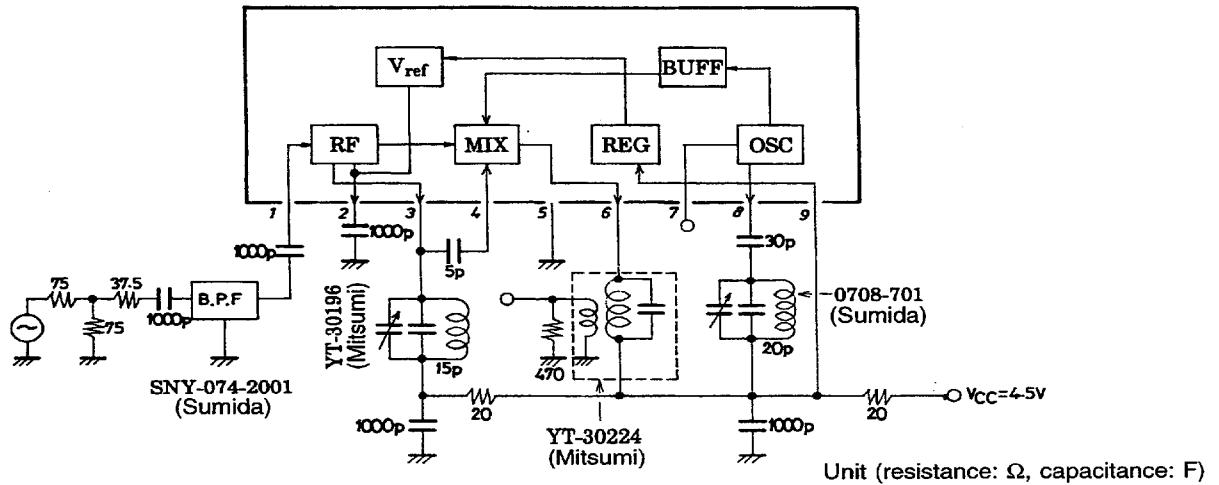 Vref
BUFF
RF
MIX
REG
OSC
1
2
3
4
5
6
7
8
9
1000p
1000p
5p
30p
75
37.5
1000p
B.P.F
75
SNY-074-2001
(Sumida)
YT-30196
(Mitsumi)
15p
470
20p
0708-701
(Sumida)
20
20
VCC=4.5V
1000p
1000p
YT-30224
(Mitsumi)
Unit (resistance: Ω, capacitance: F)